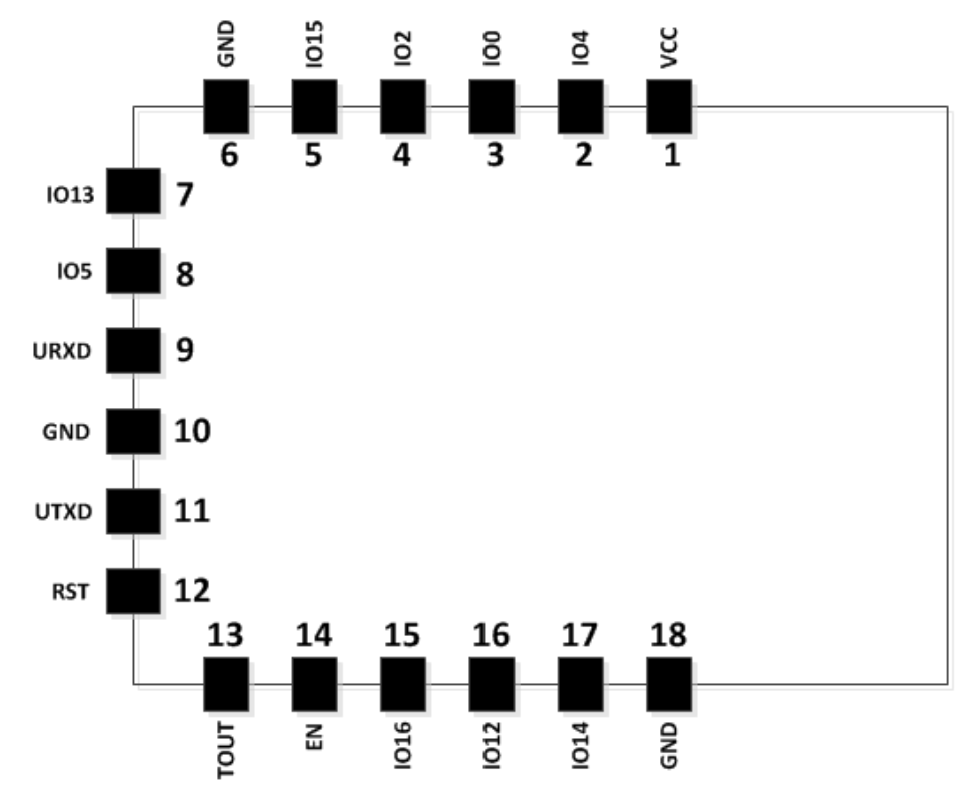 GND IO15 IO2 IO0 IO4 VCC
6 5 4 3 2 1
IO13 7
IO5 8
URXD 9
GND 10
UTXD 11
RST 12
13 14 15 16 17 18
TOUT EN IO16 IO12 IO14 GND